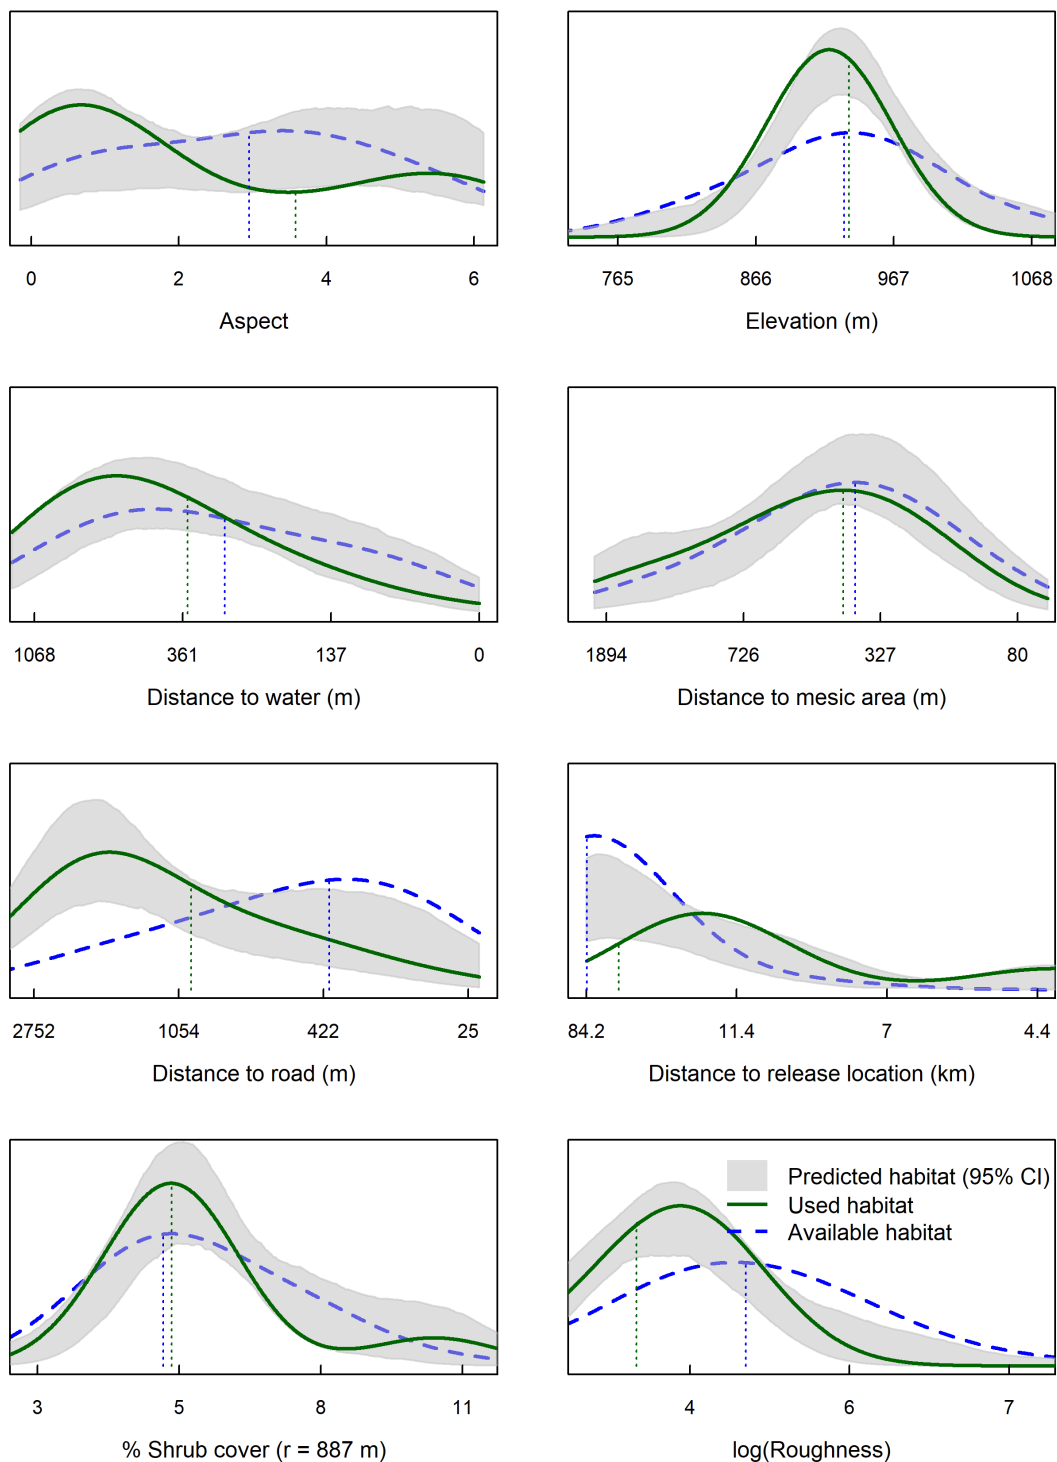 0 2 4 6
Aspect
765 866 967 1068
Elevation (m)
1068 361 137 0
Distance to water (m)
1894 726 327 80
Distance to mesic area (m)
2752 1054 422 25
Distance to road (m)
84.2 11.4 7 4.4
Distance to release location (km)
3 5 8 11
% Shrub cover (r = 887 m)
Predicted habitat (95% CI)
Used habitat
Available habitat
4 6 7
log(Roughness)